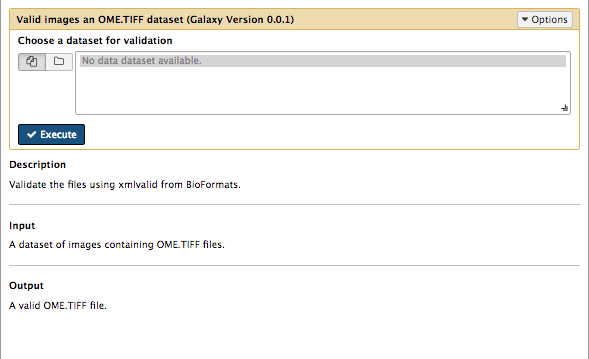 Valid images an OME.TIFF dataset (Galaxy Version 0.0.1)
Options
Choose a dataset for validation
No data dataset available.
Execute
Description
Validate the files using xmlvalid from BioFormats.
Input
A dataset of images containing OME.TIFF files.
Output
A valid OME.TIFF file.